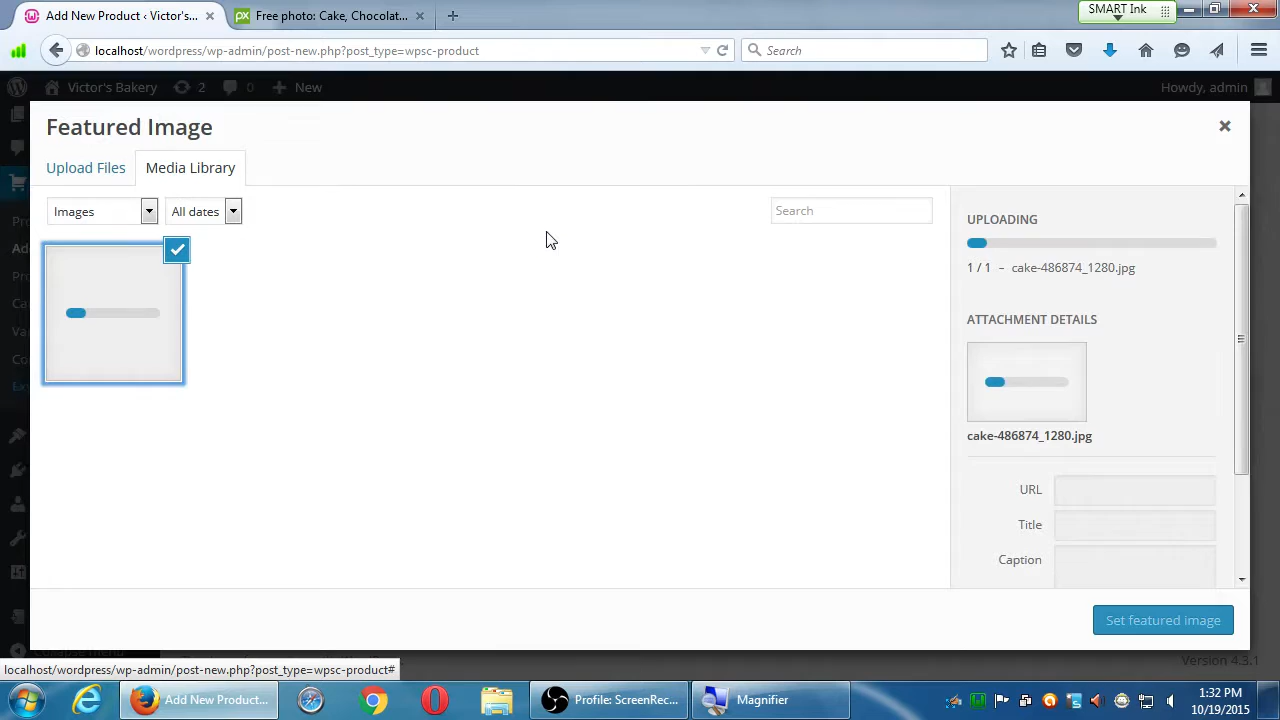 Add New Product ‹ Victor's...
Free photo: Cake, Chocolat...
SMART Ink
localhost/wordpress/wp-admin/post-new.php?post_type=wpsc-product
Search
Victor's Bakery
2
0
New
Howdy, admin
Featured Image
Upload Files
Media Library
Images
All dates
Search
UPLOADING
1 / 1 – cake-486874_1280.jpg
ATTACHMENT DETAILS
cake-486874_1280.jpg
URL
Title
Caption
Set featured image
Version 4.3.1
localhost/wordpress/wp-admin/post-new.php?post_type=wpsc-product#
Add New Product...
Profile: ScreenRec...
Magnifier
1:32 PM
10/19/2015